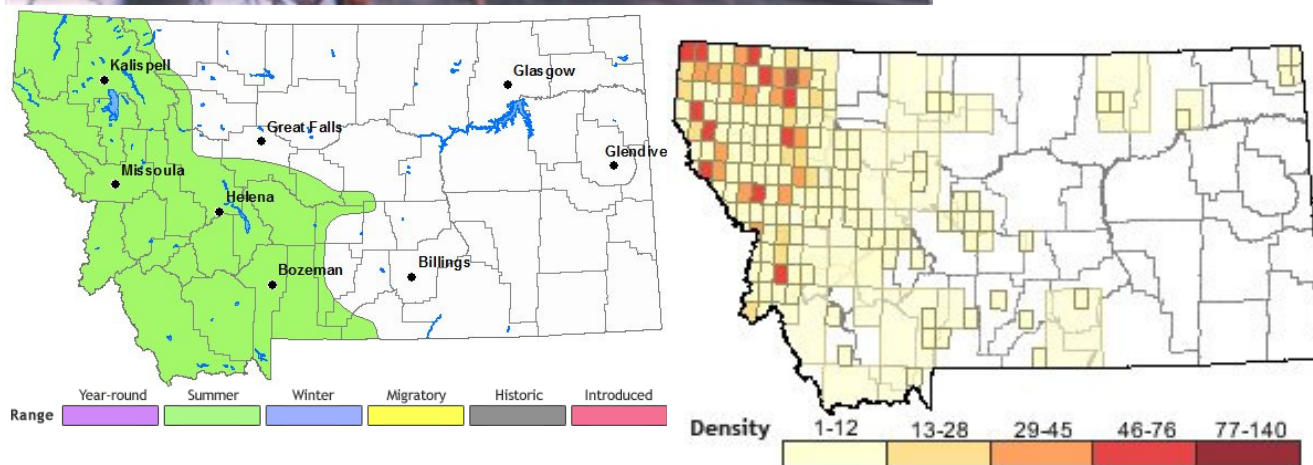 Kalispell
Glasgow
Great Falls
Glendive
Missoula
Helena
Bozeman
Billings
Range
Year-round Summer Winter Migratory Historic Introduced
Density 1-12 13-28 29-45 46-76 77-140